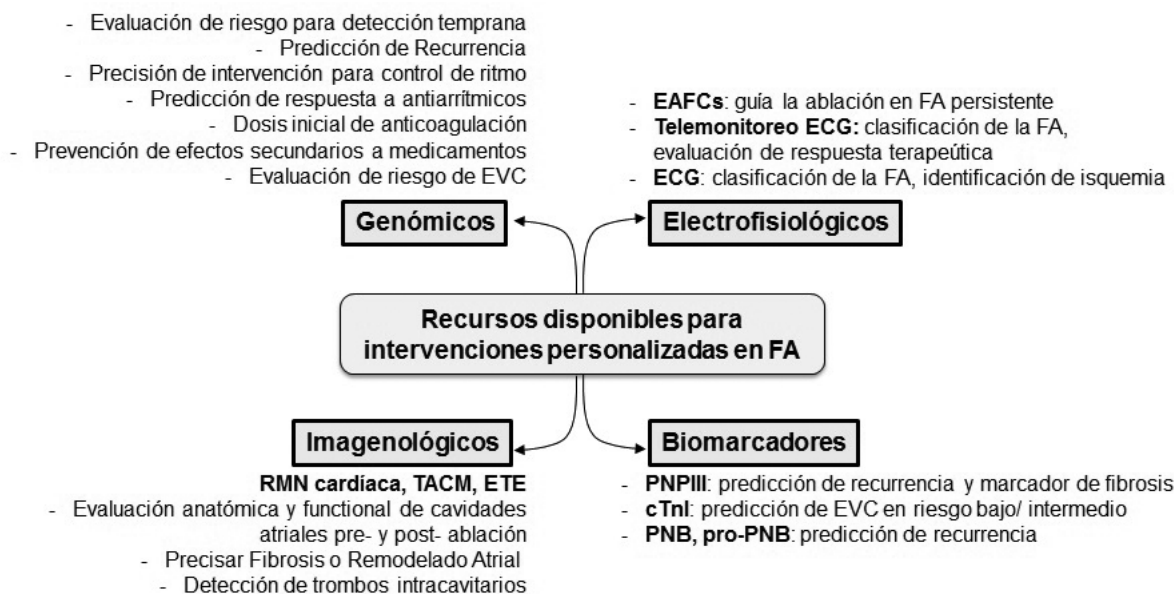 - Evaluación de riesgo para detección temprana
- Predicción de Recurrencia
- Precisión de intervención para control de ritmo
- Predicción de respuesta a antiarrítmicos
- Dosis inicial de anticoagulación
- Prevención de efectos secundarios a medicamentos
- Evaluación de riesgo de EVC
Genómicos
- EAFCs: guía la ablación en FA persistente
- Telemonitoreo ECG: clasificación de la FA,
evaluación de respuesta terapeútica
- ECG: clasificación de la FA, identificación de isquemia
Electrofisiológicos
Recursos disponibles para
intervenciones personalizadas en FA
Imagenológicos
RMN cardíaca, TACM, ETE
- Evaluación anatómica y functional de cavidades
atriales pre- y post- ablación
- Precisar Fibrosis o Remodelado Atrial
- Detección de trombos intracavitarios
Biomarcadores
- PNPIII: predicción de recurrencia y marcador de fibrosis
- cTnI: predicción de EVC en riesgo bajo/ intermedio
- PNB, pro-PNB: predicción de recurrencia